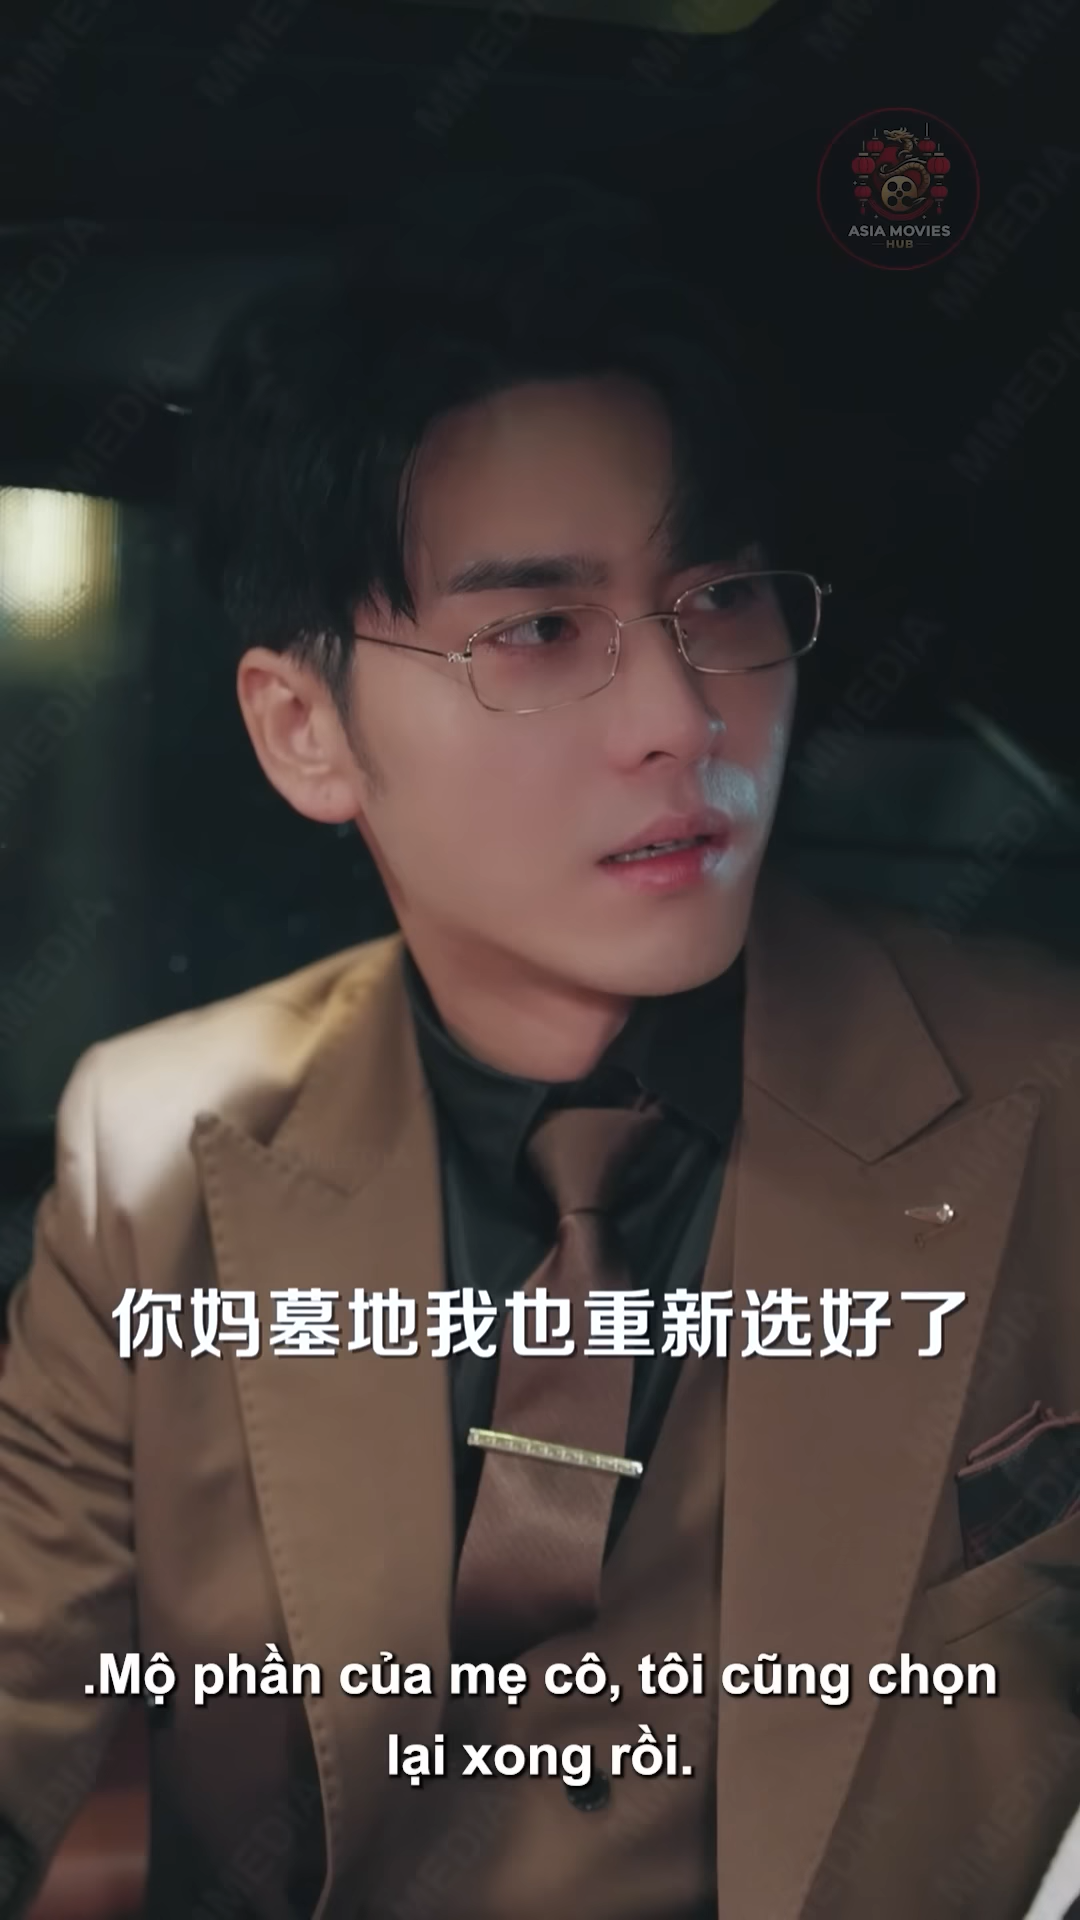 ASIA MOVIES
HUB
你妈墓地我也重新选好了
.Mộ phần của mẹ cô, tôi cũng chọn
lại xong rồi.
MMEDIA